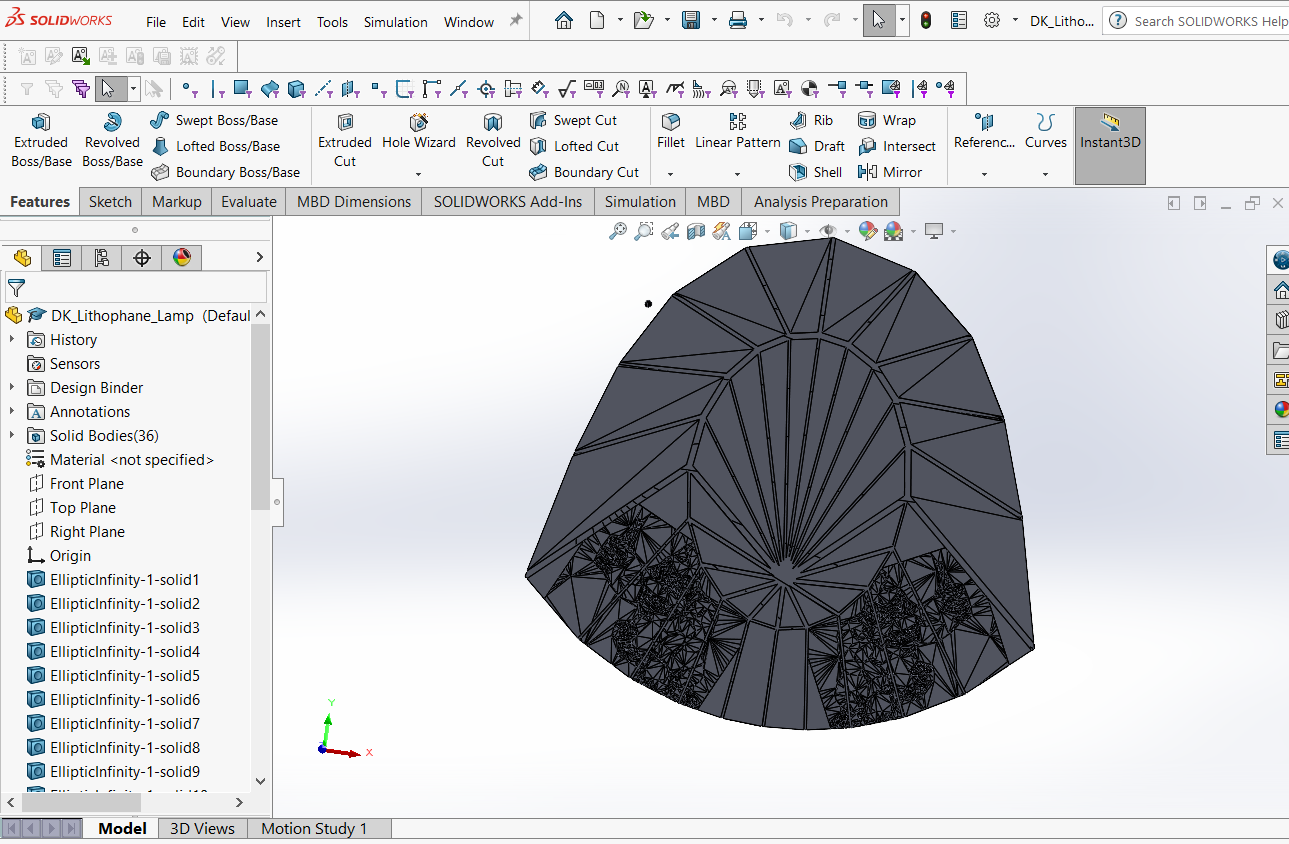 SOLIDWORKS File Edit View Insert Tools Simulation Window DK_Litho... Search SOLIDWORKS Help
Extruded Boss/Base
Revolved Boss/Base
Swept Boss/Base
Lofted Boss/Base
Boundary Boss/Base
Extruded Cut
Hole Wizard
Revolved Cut
Swept Cut
Lofted Cut
Boundary Cut
Fillet
Linear Pattern
Rib
Draft
Shell
Wrap
Intersect
Mirror
Referenc...
Curves
Instant3D
Features Sketch Markup Evaluate MBD Dimensions SOLIDWORKS Add-Ins Simulation MBD Analysis Preparation
DK_Lithophane_Lamp (Defaul
History
Sensors
Design Binder
Annotations
Solid Bodies(36)
Material <not specified>
Front Plane
Top Plane
Right Plane
Origin
EllipticInfinity-1-solid1
EllipticInfinity-1-solid2
EllipticInfinity-1-solid3
EllipticInfinity-1-solid4
EllipticInfinity-1-solid5
EllipticInfinity-1-solid6
EllipticInfinity-1-solid7
EllipticInfinity-1-solid8
EllipticInfinity-1-solid9
Y
X
Model 3D Views Motion Study 1